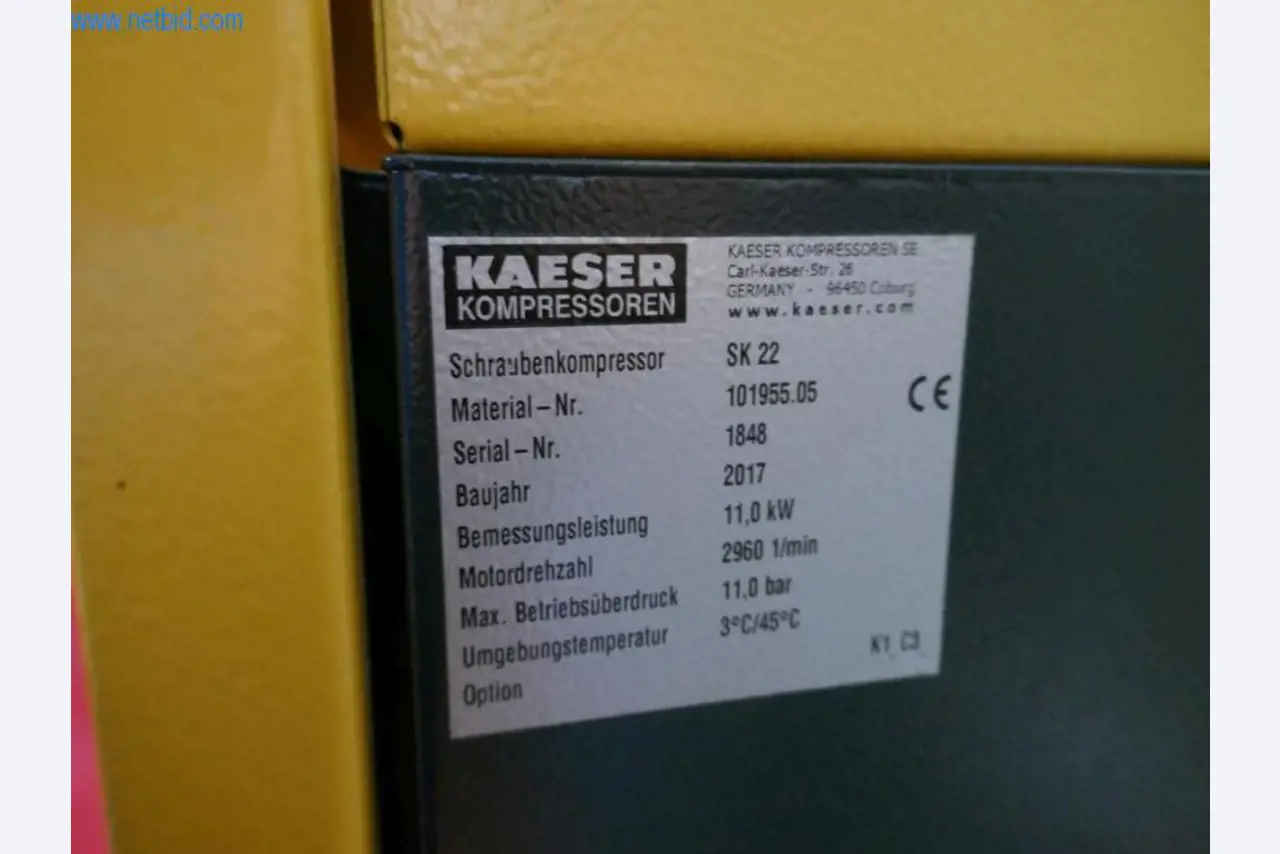 www.netbid.com
KAESER
KOMPRESSOREN
KAESER KOMPRESSOREN SE
Carl-Kaeser-Str. 26
GERMANY - 96450 Coburg
www.kaeser.com
Schraubenkompressor SK 22
Material-Nr. 101955.05
CE
Serial-Nr. 1848
Baujahr 2017
Bemessungsleistung 11,0 kW
Motordrehzahl 2960 1/min
Max. Betriebsüberdruck 11,0 bar
Umgebungstemperatur 3°C/45°C
Option K1 C3